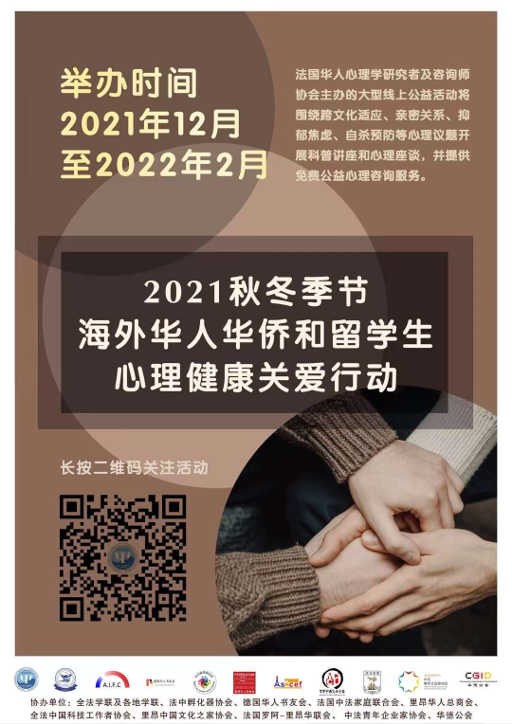 举办时间
2021年12月
至2022年2月
法国华人心理学研究者及咨询师
协会主办的大型线上公益活动将
围绕跨文化适应、亲密关系、抑
郁焦虑、自杀预防等心理议题开
展科普讲座和心理座谈，并提供
免费公益心理咨询服务。
2021秋冬季节
海外华人华侨和留学生
心理健康关爱行动
长按二维码关注活动
A.I.F.C
As-cef
CGID
协办单位：全法学联及各地学联、法中孵化器协会、德国华人书友会、法国中法家庭联合会、里昂华人总商会、
全法中国科技工作者协会、里昂中国文化之家协会、法国罗阿-里昂华联会、中法青年企业家协会、华徒公会